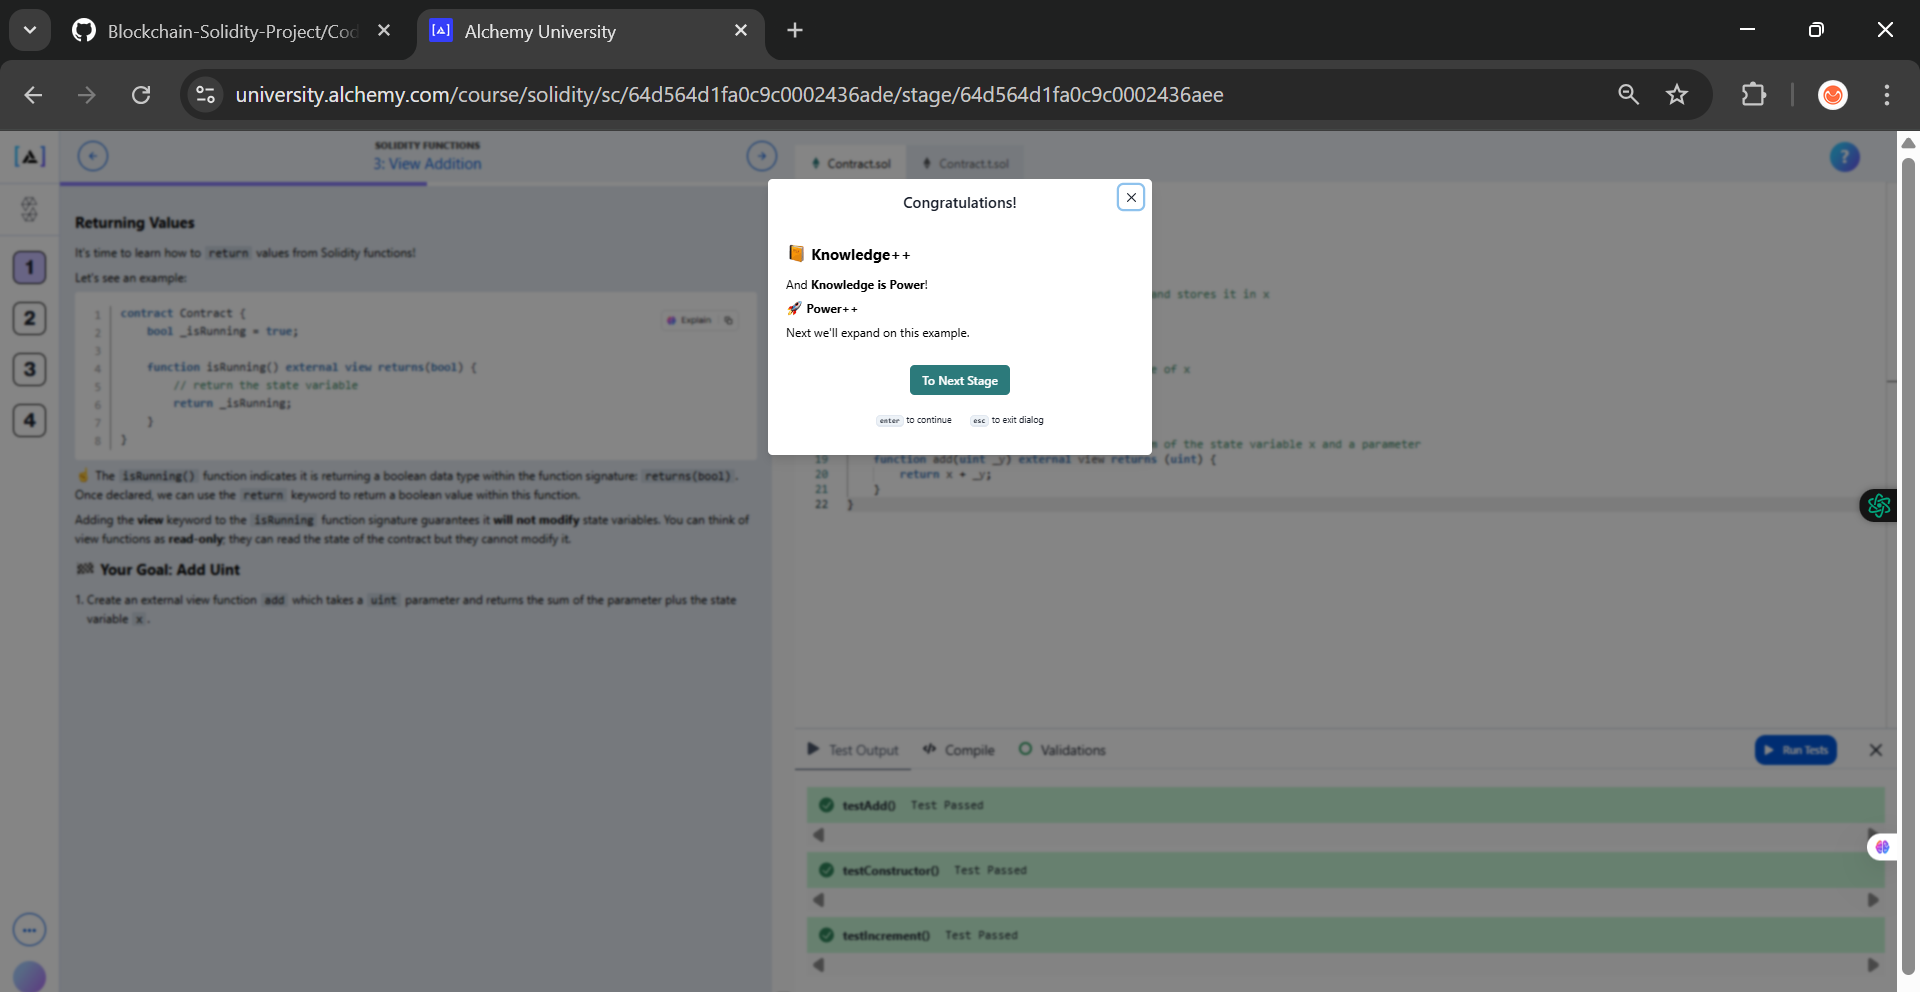 Blockchain-Solidity-Project/Cod
Alchemy University
university.alchemy.com/course/solidity/sc/64d564d1fa0c9c0002436ade/stage/64d564d1fa0c9c0002436aee
SOLIDITY FUNCTIONS
3: View Addition
Contract.sol
Contract.t.sol
?
1
2
3
4
Returning Values
It's time to learn how to return values from Solidity functions!
Let's see an example:
1 contract Contract {
2 bool _isRunning = true;
3
4 function isRunning() external view returns(bool) {
5 // return the state variable
6 return _isRunning;
7 }
8 }
Explain
☝️ The isRunning() function indicates it is returning a boolean data type within the function signature: returns(bool).
Once declared, we can use the return keyword to return a boolean value within this function.
Adding the view keyword to the isRunning function signature guarantees it will not modify state variables. You can think of
view functions as read-only; they can read the state of the contract but they cannot modify it.
🏁 Your Goal: Add Uint
1. Create an external view function add which takes a uint parameter and returns the sum of the parameter plus the state
variable x.
Congratulations!
📙 Knowledge++
And Knowledge is Power!
🚀 Power++
Next we'll expand on this example.
To Next Stage
enter to continue esc to exit dialog
and stores it in x
e of x
m of the state variable x and a parameter
19 function add(uint _y) external view returns (uint) {
20 return x + _y;
21 }
22 }
Test Output
Compile
Validations
Run Tests
testAdd() Test Passed
testConstructor() Test Passed
testIncrement() Test Passed